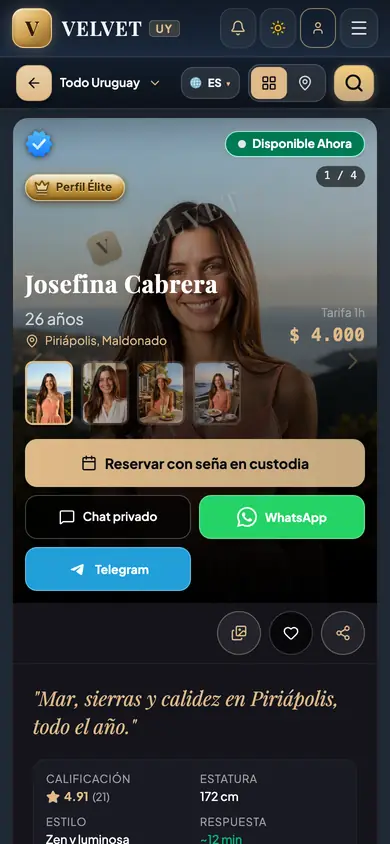 V VELVET UY
Todo Uruguay ES
Disponible Ahora
Perfil Élite
1 / 4
VELVET
V
Josefina Cabrera
26 años
Tarifa 1h
Piriápolis, Maldonado
$ 4.000
Reservar con seña en custodia
Chat privado
WhatsApp
Telegram
"Mar, sierras y calidez en Piriápolis,
todo el año."
CALIFICACIÓN ESTATURA
4.91 (21) 172 cm
ESTILO RESPUESTA
Zen y luminosa ~12 min